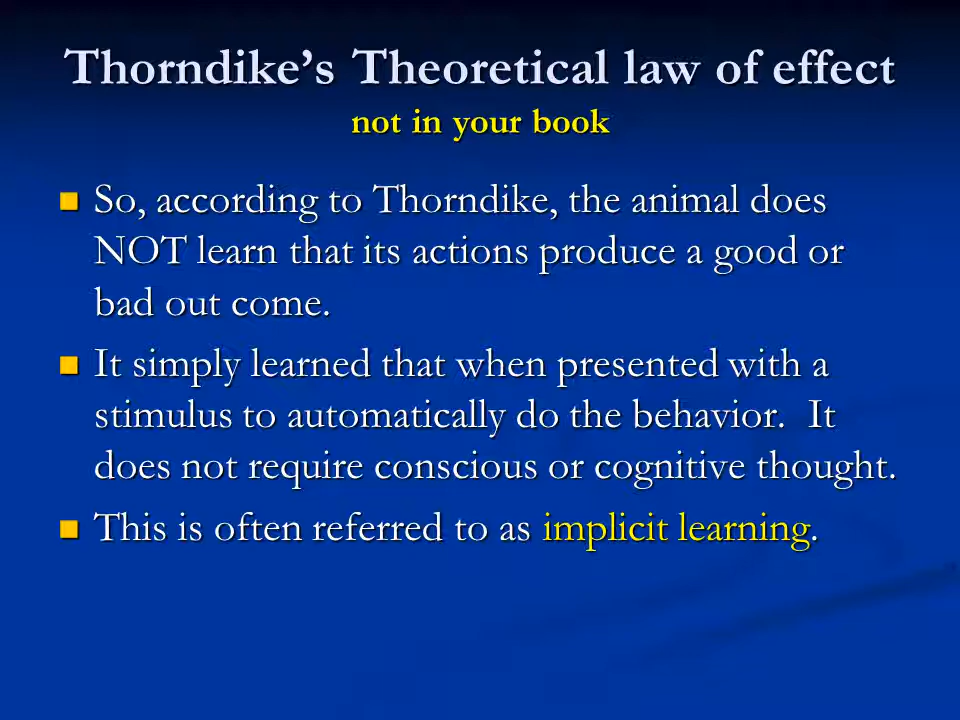 Thorndike's Theoretical law of effect
not in your book
So, according to Thorndike, the animal does
NOT learn that its actions produce a good or
bad out come.
It simply learned that when presented with a
stimulus to automatically do the behavior.  It
does not require conscious or cognitive thought.
This is often referred to as implicit learning.